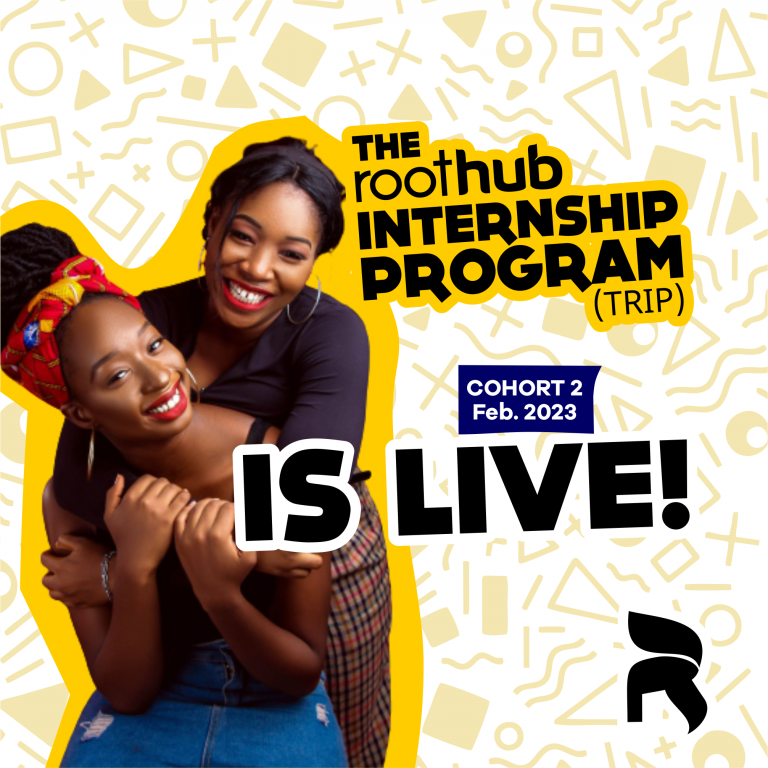 THE
roothub
INTERNSHIP
PROGRAM
(TRIP)
COHORT 2
Feb. 2023
IS LIVE!